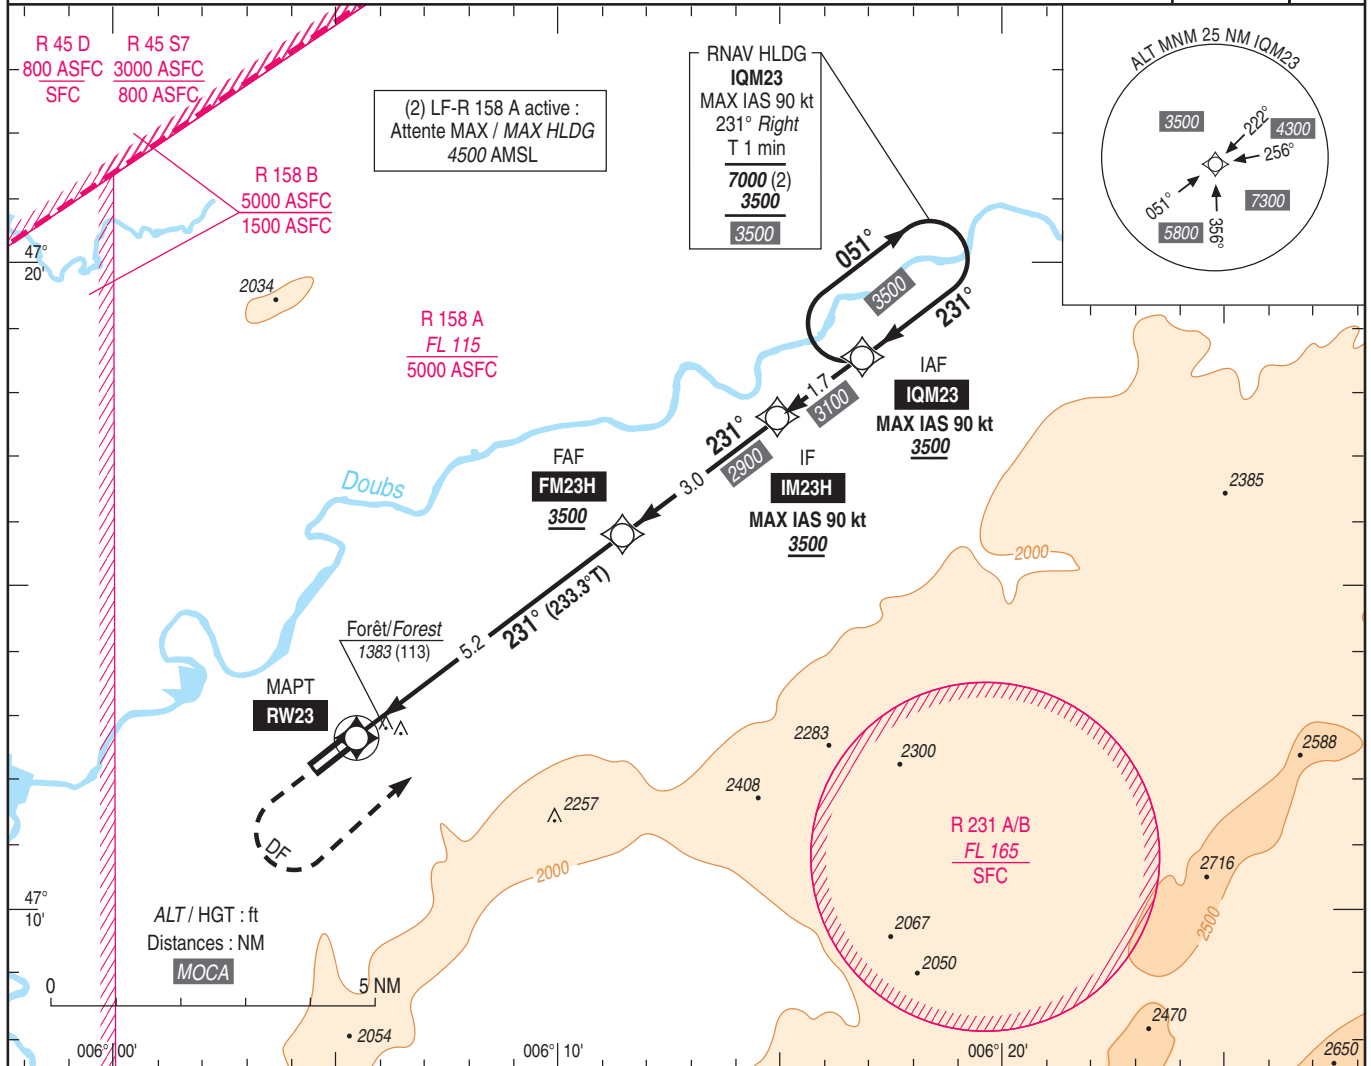 R 45 D
800 ASFC
SFC
R 45 S7
3000 ASFC
800 ASFC
(2) LF-R 158 A active :
Attente MAX / MAX HLDG
4500 AMSL
RNAV HLDG
IQM23
MAX IAS 90 kt
231° Right
T 1 min
7000 (2)
3500
3500
ALT MNM 25 NM IQM23
3500
222°
4300
256°
051°
7300
5800
356°
R 158 B
5000 ASFC
1500 ASFC
47°
20'
2034
051°
3500
231°
R 158 A
FL 115
5000 ASFC
IAF
IQM23
MAX IAS 90 kt
3500
1.7
3100
231°
2900
3.0
IF
IM23H
MAX IAS 90 kt
3500
FAF
FM23H
3500
Doubs
2385
2000
231° (233.3°T)
5.2
Forêt/Forest
1383 (113)
MAPT
RW23
DF
2283
2300
2588
2408
2257
2000
R 231 A/B
FL 165
SFC
2716
2500
47°
10'
ALT / HGT : ft
Distances : NM
MOCA
2067
2050
0
5 NM
2054
2470
2650
006° 00'
006° 10'
006° 20'